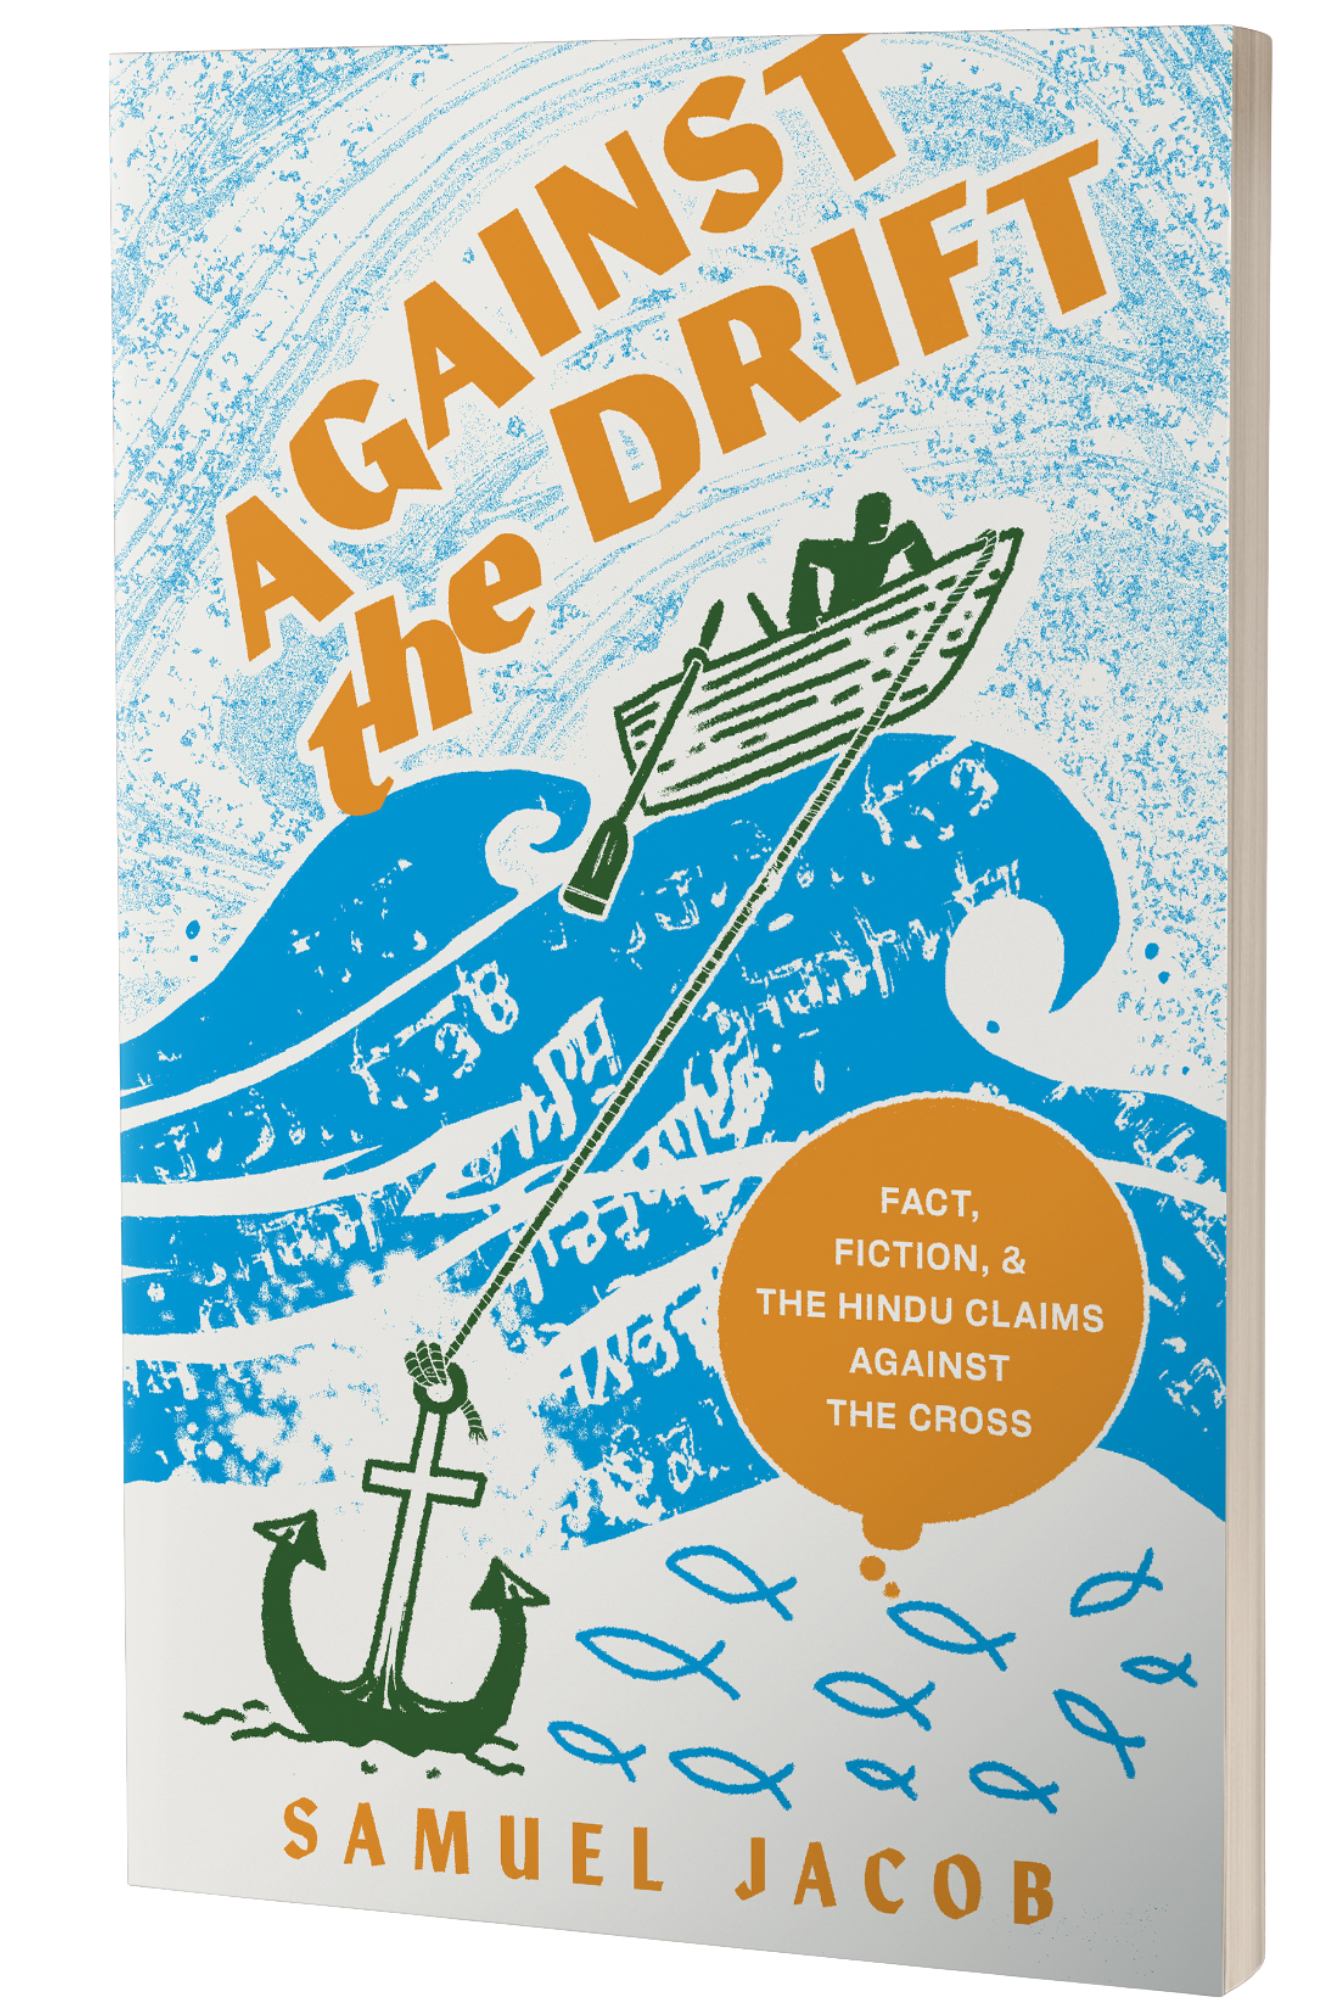 AGAINST
the DRIFT
FACT,
FICTION, &
THE HINDU CLAIMS
AGAINST
THE CROSS
SAMUEL JACOB